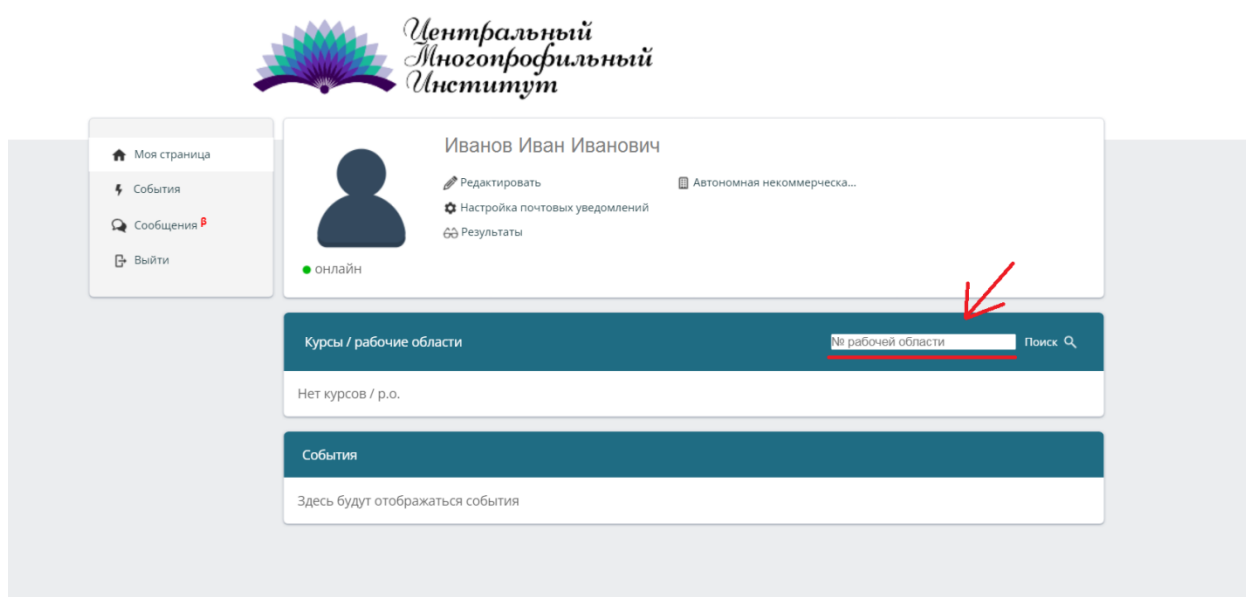 Центральный
Многопрофильный
Институт
Моя страница
События
Сообщения β
Выйти
Иванов Иван Иванович
Редактировать
Автономная некоммерческа...
Настройка почтовых уведомлений
Результаты
онлайн
Курсы / рабочие области
№ рабочей области
Поиск
Нет курсов / р.о.
События
Здесь будут отображаться события